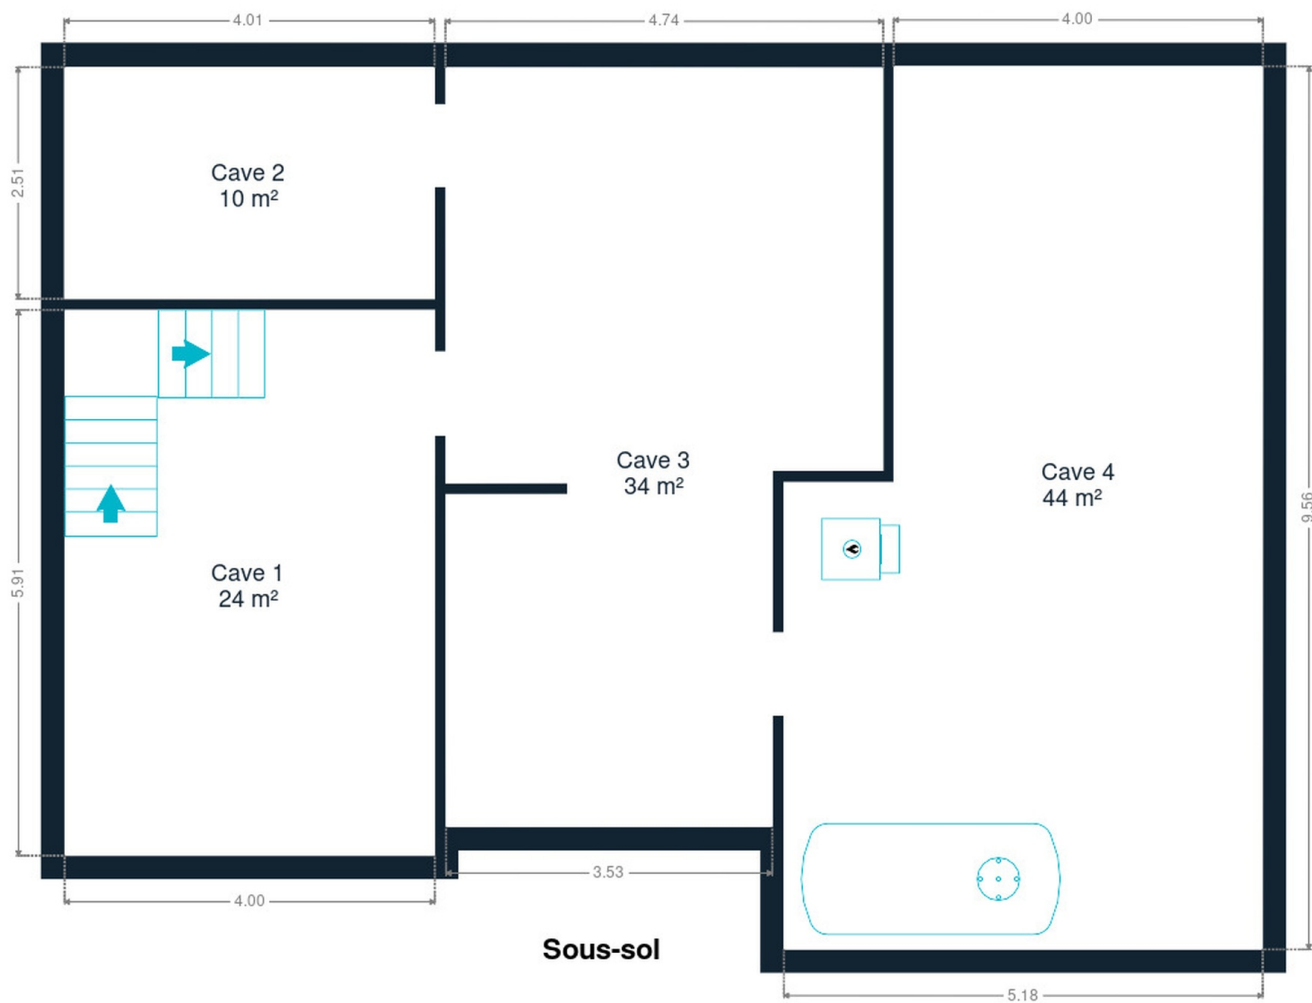 4.01
4.74
4.00
2.51
Cave 2
10 m²
Cave 3
34 m²
Cave 4
44 m²
9.56
5.91
Cave 1
24 m²
3.53
4.00
Sous-sol
5.18